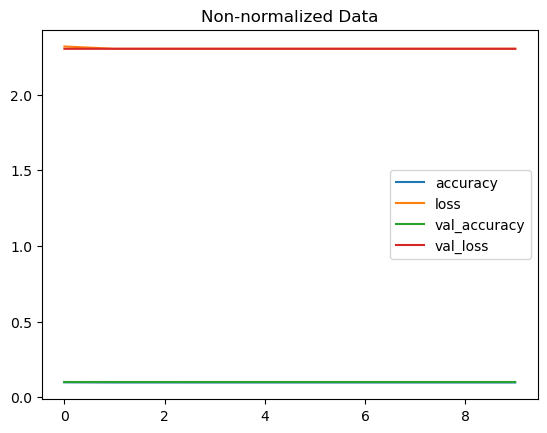 Non-normalized Data
2.0
1.5
1.0
0.5
0.0
accuracy
loss
val_accuracy
val_loss
0 2 4 6 8